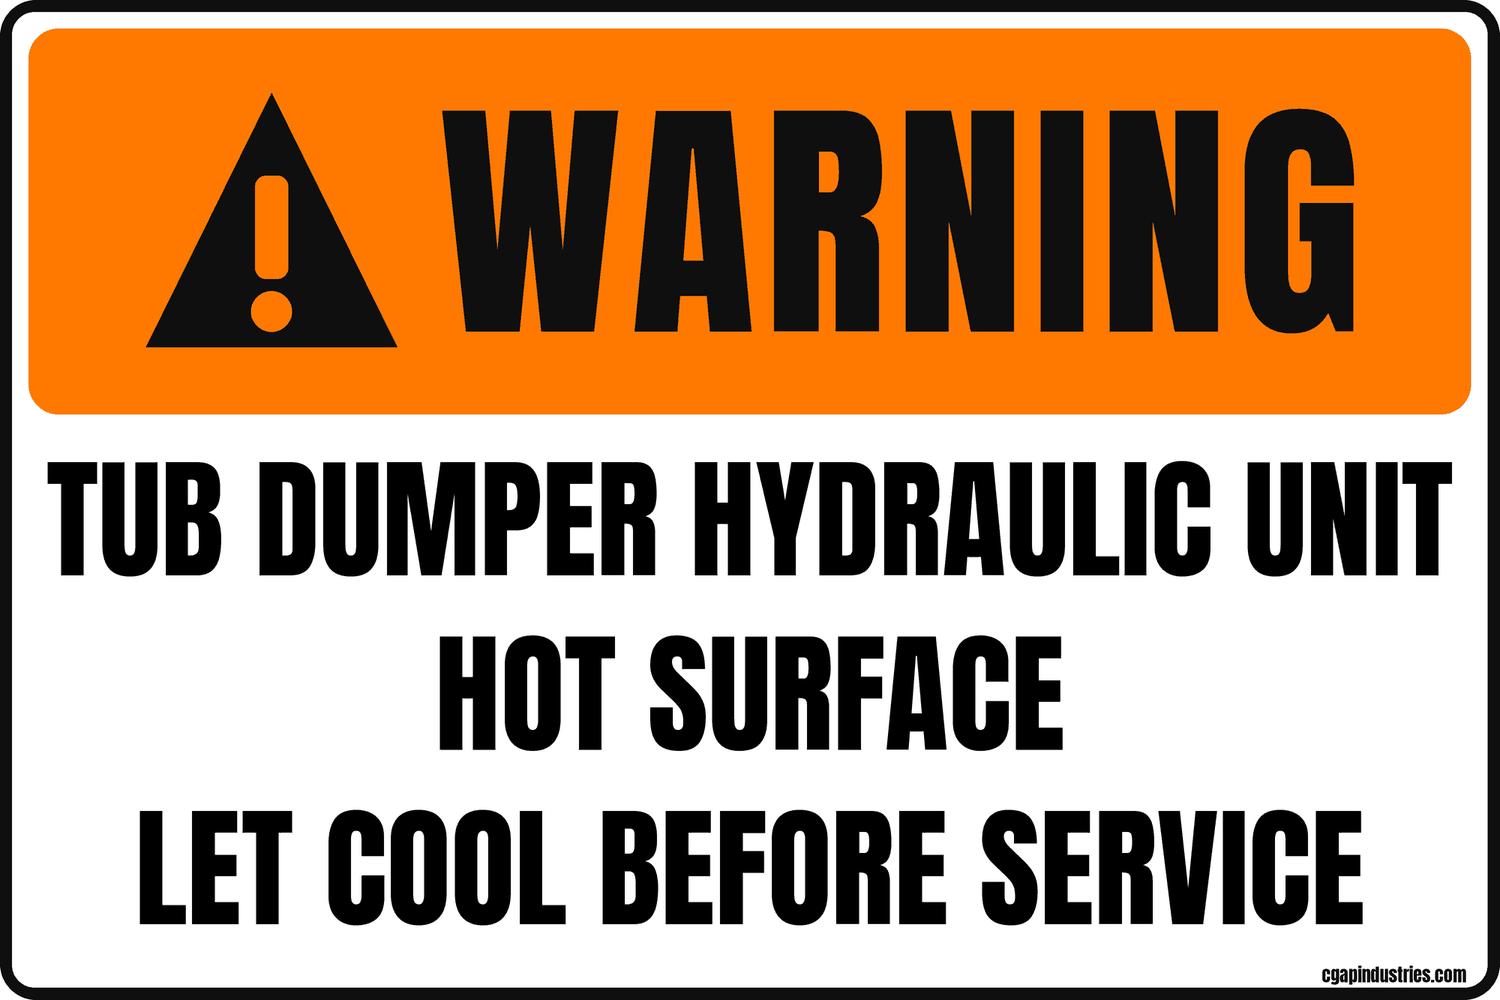 WARNING
TUB DUMPER HYDRAULIC UNIT
HOT SURFACE
LET COOL BEFORE SERVICE
cgapindustries.com